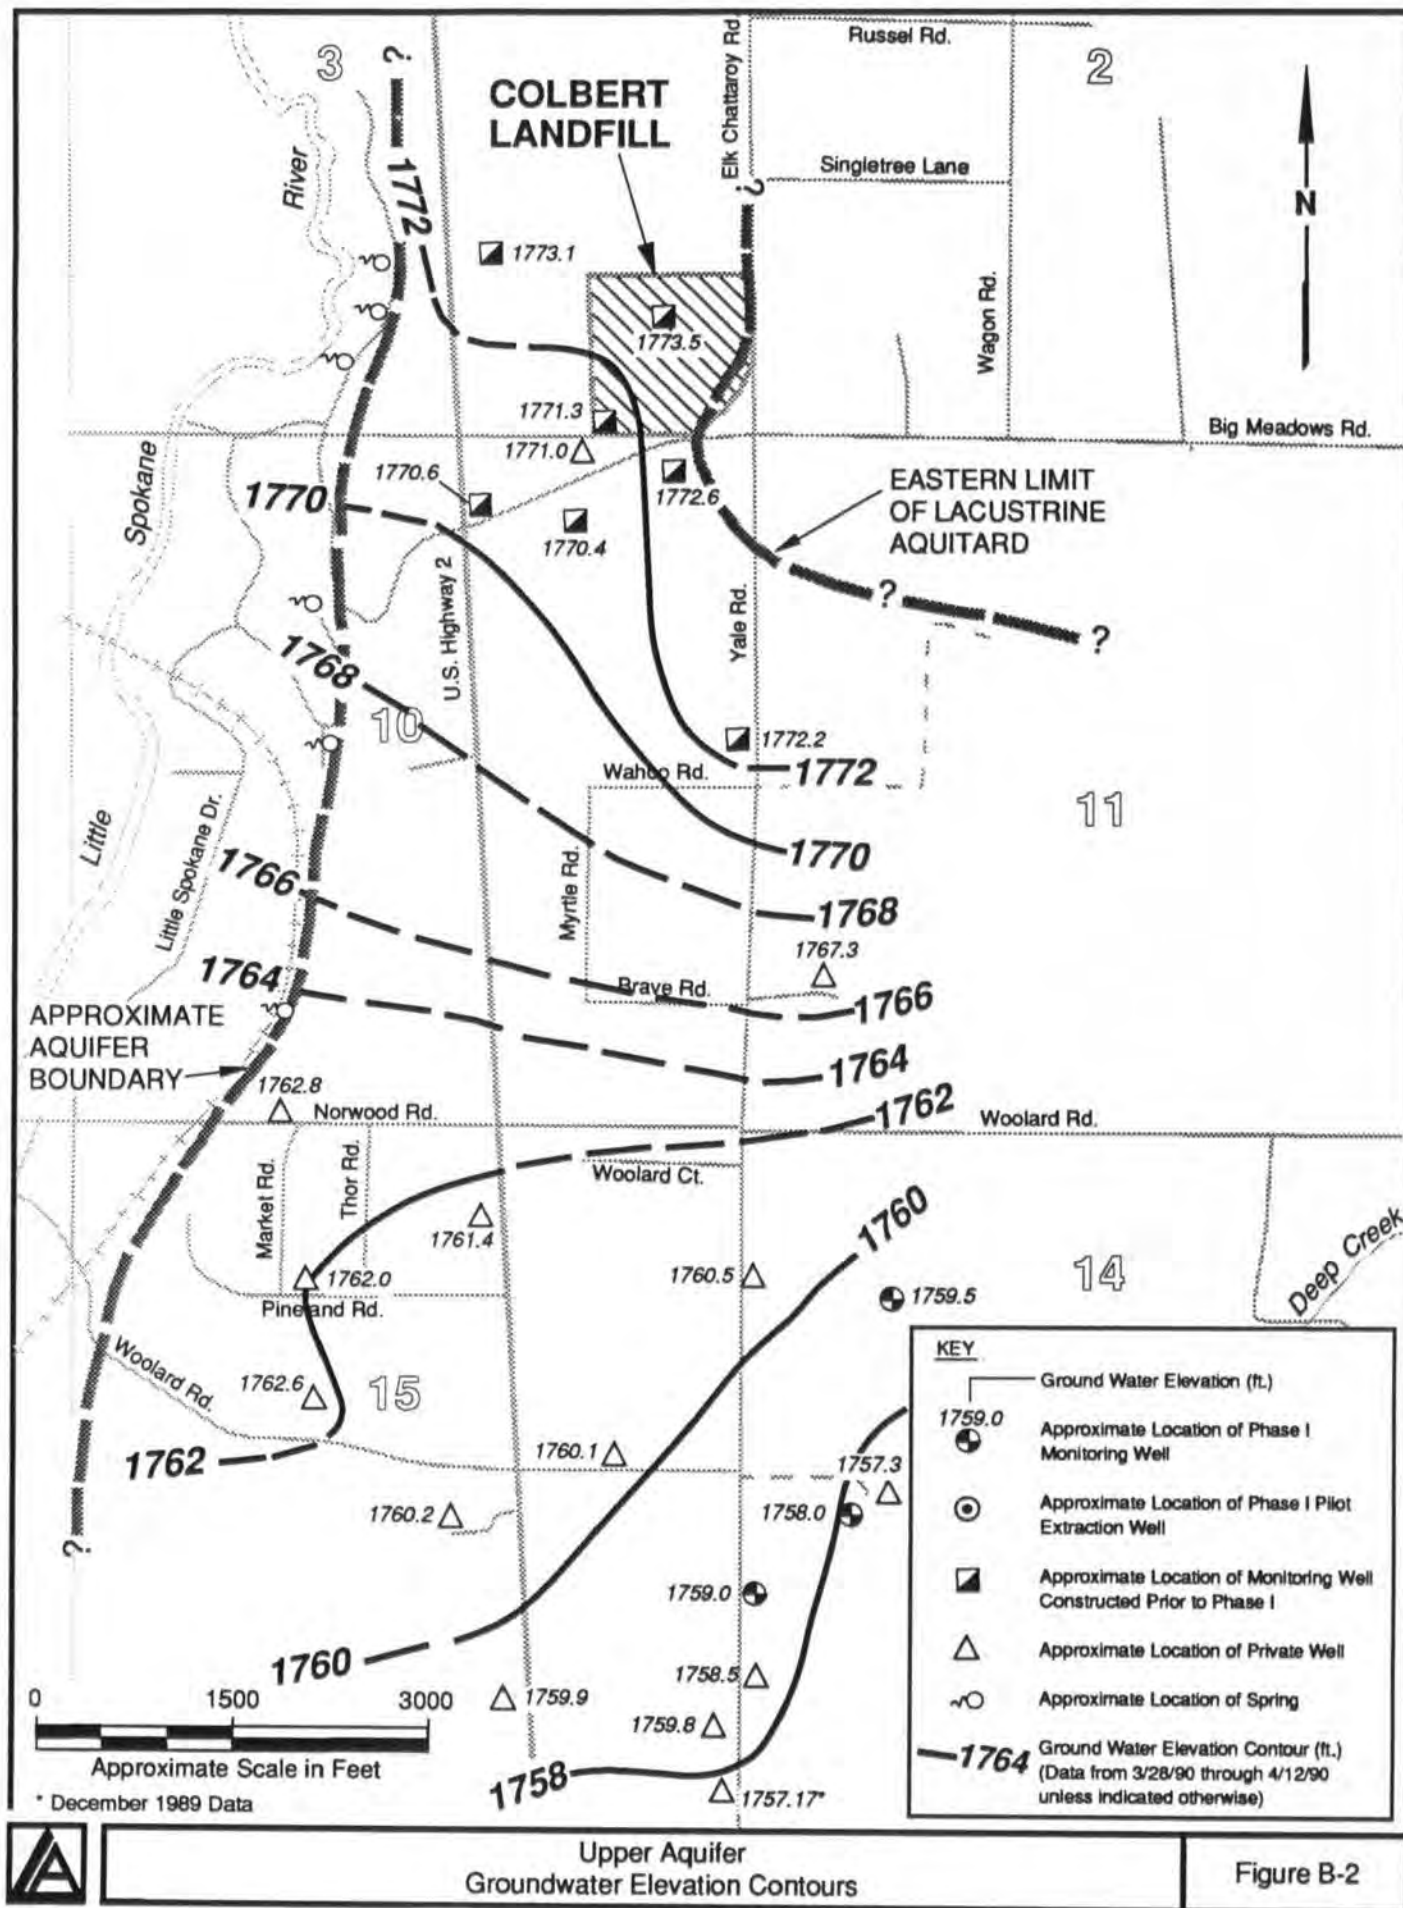 3
?
COLBERT
LANDFILL
Elk Chattaroy Rd.
Russel Rd.
2
Singletree Lane
?
N
River
1772
1773.1
1773.5
Wagon Rd.
1771.3
1771.0
Big Meadows Rd.
Spokane
1770.6
1770
1772.6
1770.4
EASTERN LIMIT
OF LACUSTRINE
AQUITARD
?
?
U.S. Highway 2
Yale Rd.
1768
10
1772.2
1772
Wahoo Rd.
11
Little
Little Spokane Dr.
1770
1766
Myrtle Rd.
1768
1767.3
1764
Brave Rd.
1766
APPROXIMATE
AQUIFER
BOUNDARY
1764
1762.8
Norwood Rd.
1762
Woolard Rd.
Market Rd.
Thor Rd.
Woolard Ct.
1761.4
1760
1762.0
1760.5
1759.5
14
Deep Creek
Pineland Rd.
Woolard Rd.
1762.6
15
1762
1760.1
1757.3
1760.2
1758.0
?
1759.0
1760
1758.5
1759.9
1759.8
1758
1757.17*
KEY
Ground Water Elevation (ft.)
1759.0
Approximate Location of Phase I
Monitoring Well
Approximate Location of Phase I Pilot
Extraction Well
Approximate Location of Monitoring Well
Constructed Prior to Phase I
Approximate Location of Private Well
Approximate Location of Spring
1764
Ground Water Elevation Contour (ft.)
(Data from 3/28/90 through 4/12/90
unless indicated otherwise)
0 1500 3000
Approximate Scale in Feet
* December 1989 Data
Upper Aquifer
Groundwater Elevation Contours
Figure B-2